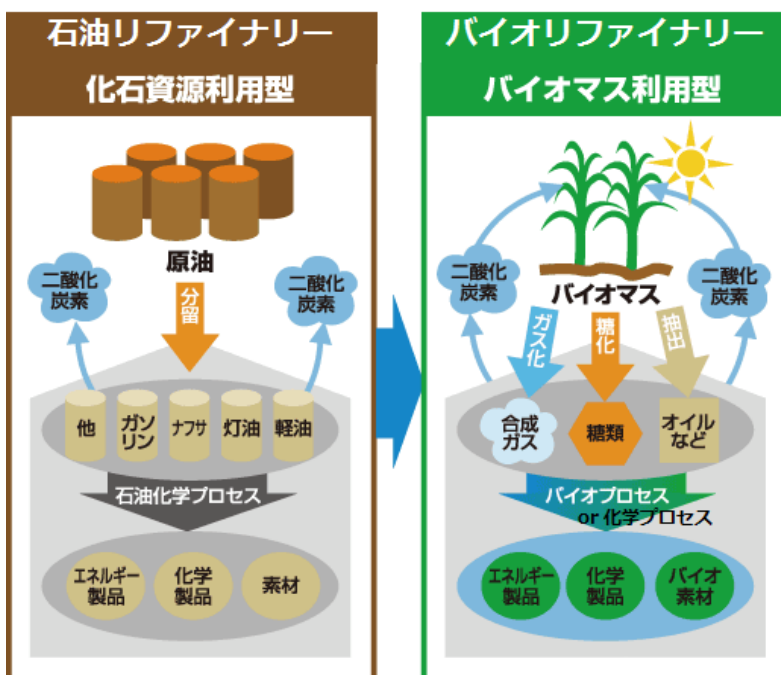 石油リファイナリー
化石資源利用型
原油
二酸化
炭素
二酸化
炭素
分留
他
ガソ
リン
ナフサ
灯油
軽油
石油化学プロセス
エネルギー
製品
化学
製品
素材
バイオリファイナリー
バイオマス利用型
バイオマス
二酸化
炭素
二酸化
炭素
ガス化
糖化
抽出
合成
ガス
糖類
オイル
など
バイオプロセス
or 化学プロセス
エネルギー
製品
化学
製品
バイオ
素材